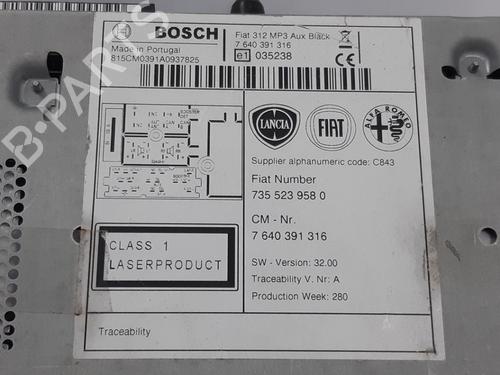 BOSCH
Fiat 312 MP3 Aux Black
7 640 391 316
Made in Portugal
815CM0391A0937825
e1 035238
LANCIA
FIAT
ALFA ROMEO
Supplier alphanumeric code: C843
Fiat Number
735 523 958 0
CM - Nr.
7 640 391 316
CLASS 1
LASERPRODUCT
SW - Version: 32.00
Traceability V. Nr: A
Production Week: 280
Traceability
B-PARTS